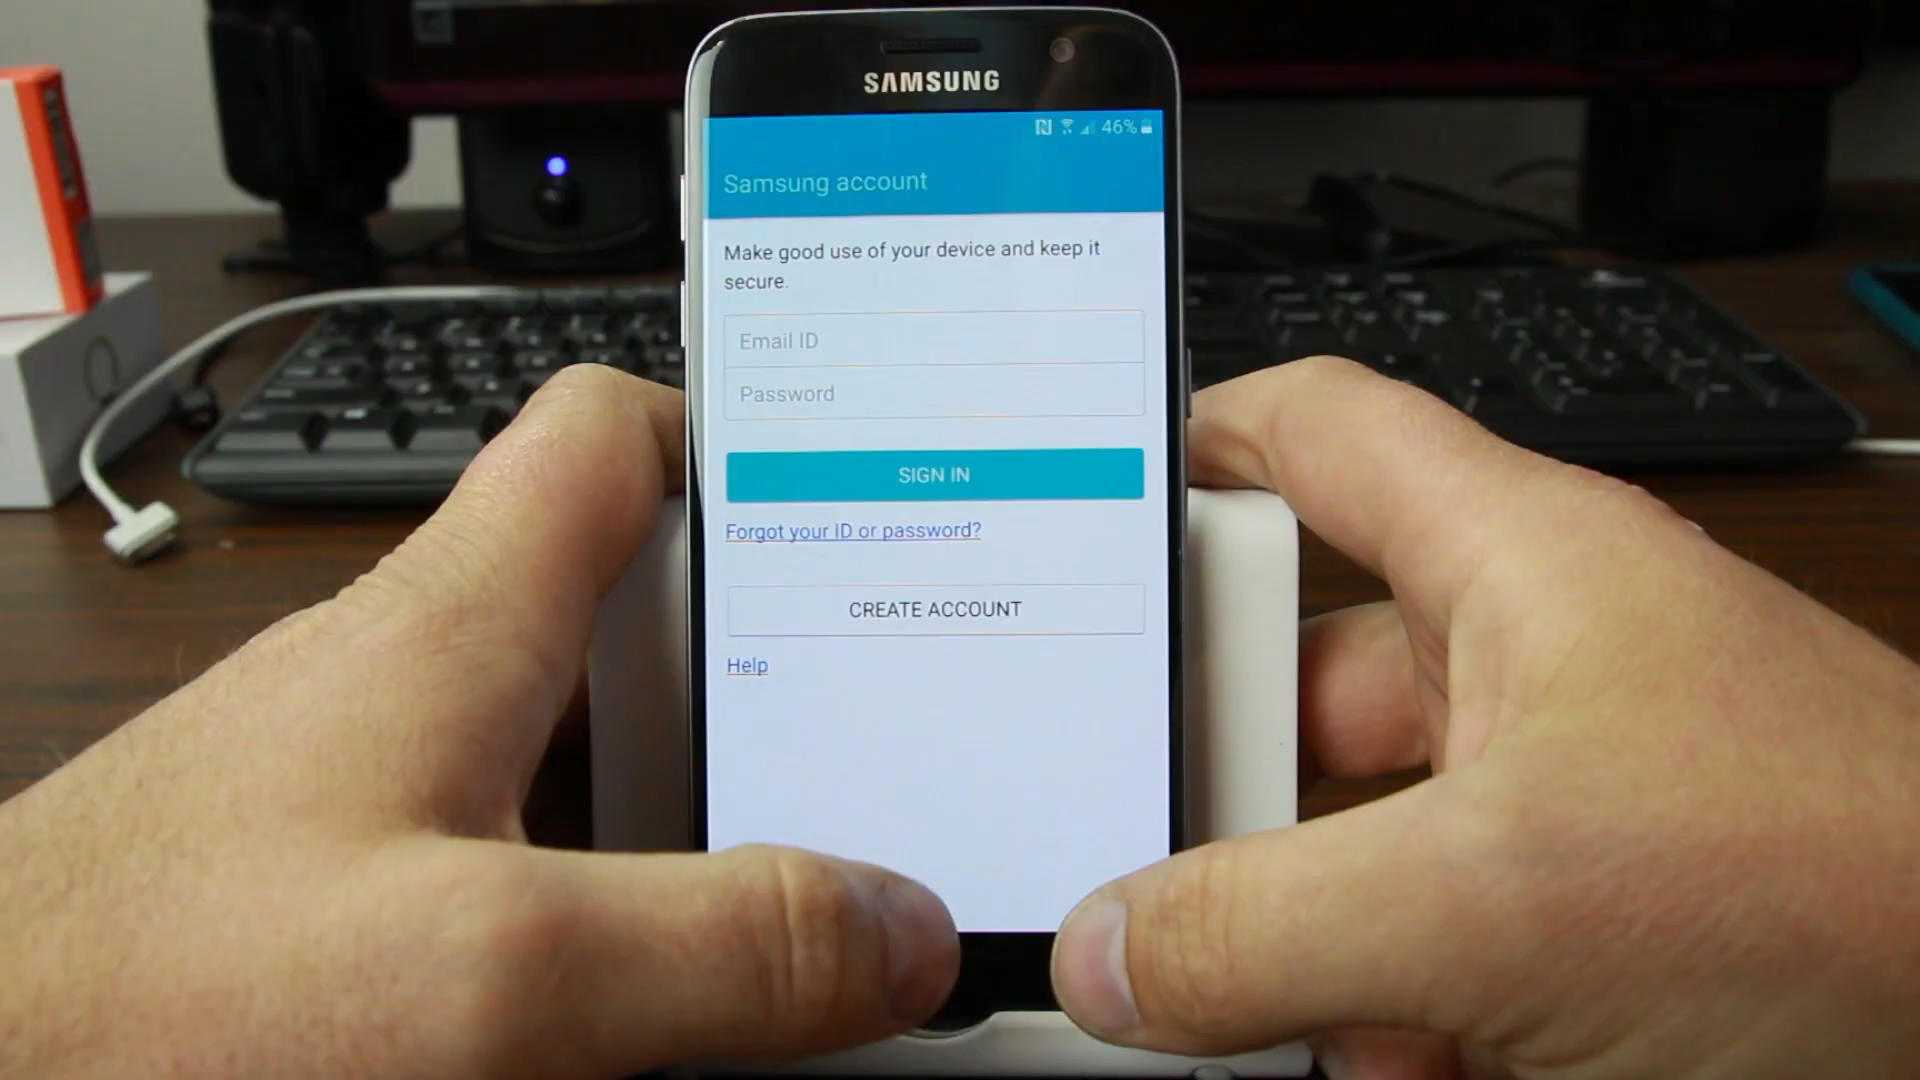 SAMSUNG
46%
Samsung account
Make good use of your device and keep it
secure.
Email ID
Password
SIGN IN
Forgot your ID or password?
CREATE ACCOUNT
Help